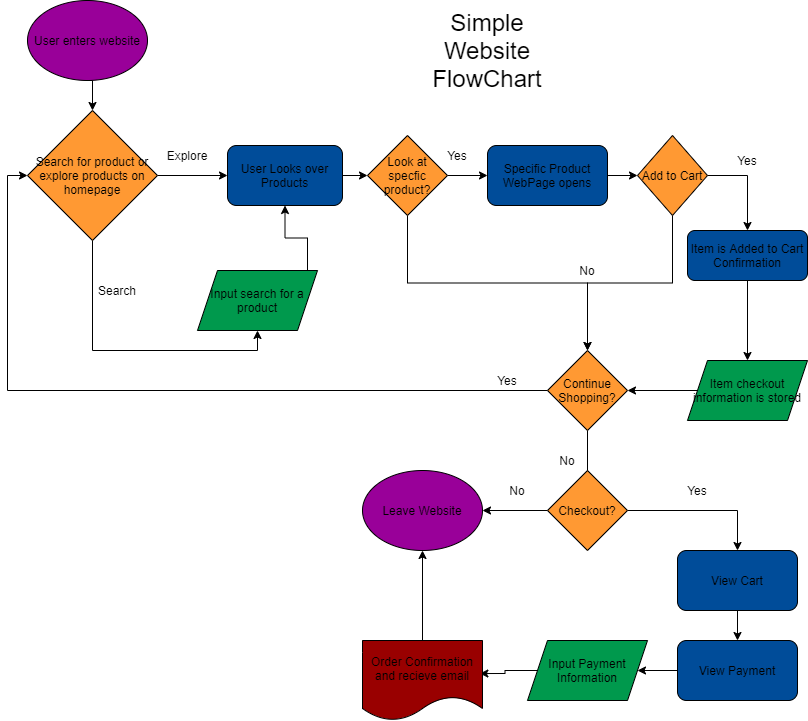 Simple
Website
FlowChart
User enters website
Search for product or
explore products on
homepage
Explore
User Looks over
Products
Look at
specfic
product?
Yes
Specific Product
WebPage opens
Add to Cart
Yes
Item is Added to Cart
Confirmation
Search
Input search for a
product
No
Yes
Continue
Shopping?
Item checkout
information is stored
No
Leave Website
No
Checkout?
Yes
View Cart
Order Confirmation
and recieve email
Input Payment
Information
View Payment